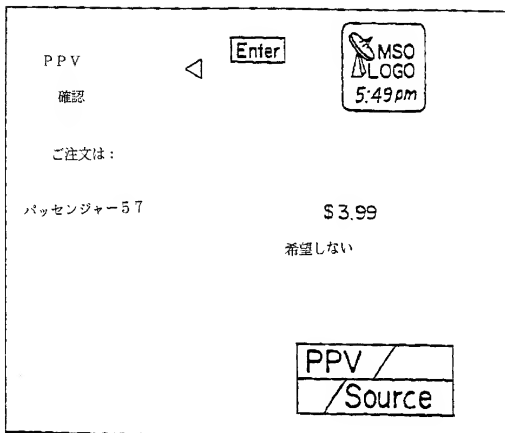 PPV
Enter
MSO
LOGO
5:49pm
確認
ご注文は:
パッセンジャー57
$3.99
希望しない
PPV
Source